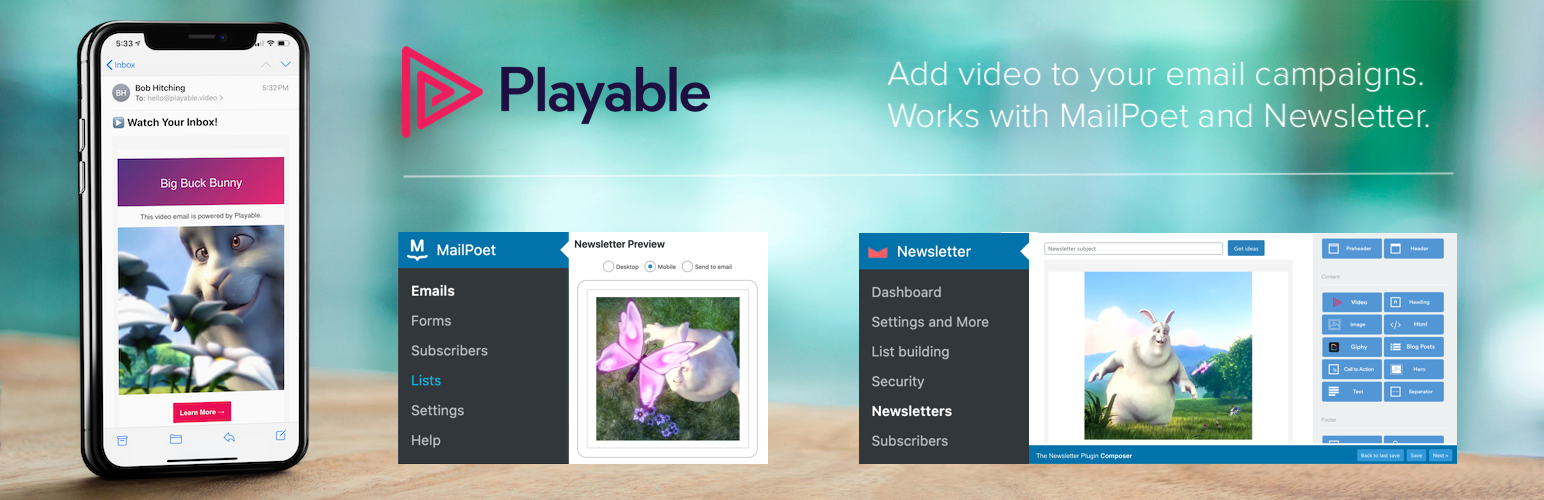 5:33
Inbox
BH
Bob Hitching
5:32 PM
To: hello@playable.video >
Watch Your Inbox!
Big Buck Bunny
This video email is powered by Playable.
Learn More →
Playable
Add video to your email campaigns.
Works with MailPoet and Newsletter.
M
MailPoet
Emails
Forms
Subscribers
Lists
Settings
Help
Newsletter Preview
Desktop
Mobile
Send to email
Newsletter
Dashboard
Settings and More
List building
Security
Newsletters
Subscribers
Newsletter subject
Get ideas
Preheader
Header
Content
Video
Heading
Image
</> Html
Giphy
Blog Posts
Call to Action
Hero
Text
Separator
Footer
The Newsletter Plugin Composer
Back to last save
Save
Next »